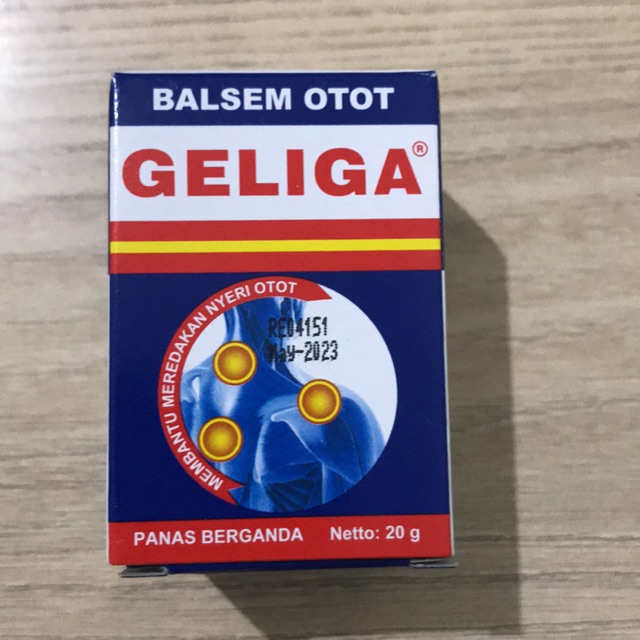 BALSEM OTOT
GELIGA®
MEMBANTU MEREDAKAN NYERI OTOT
RE04151
May-2023
PANAS BERGANDA Netto: 20 g